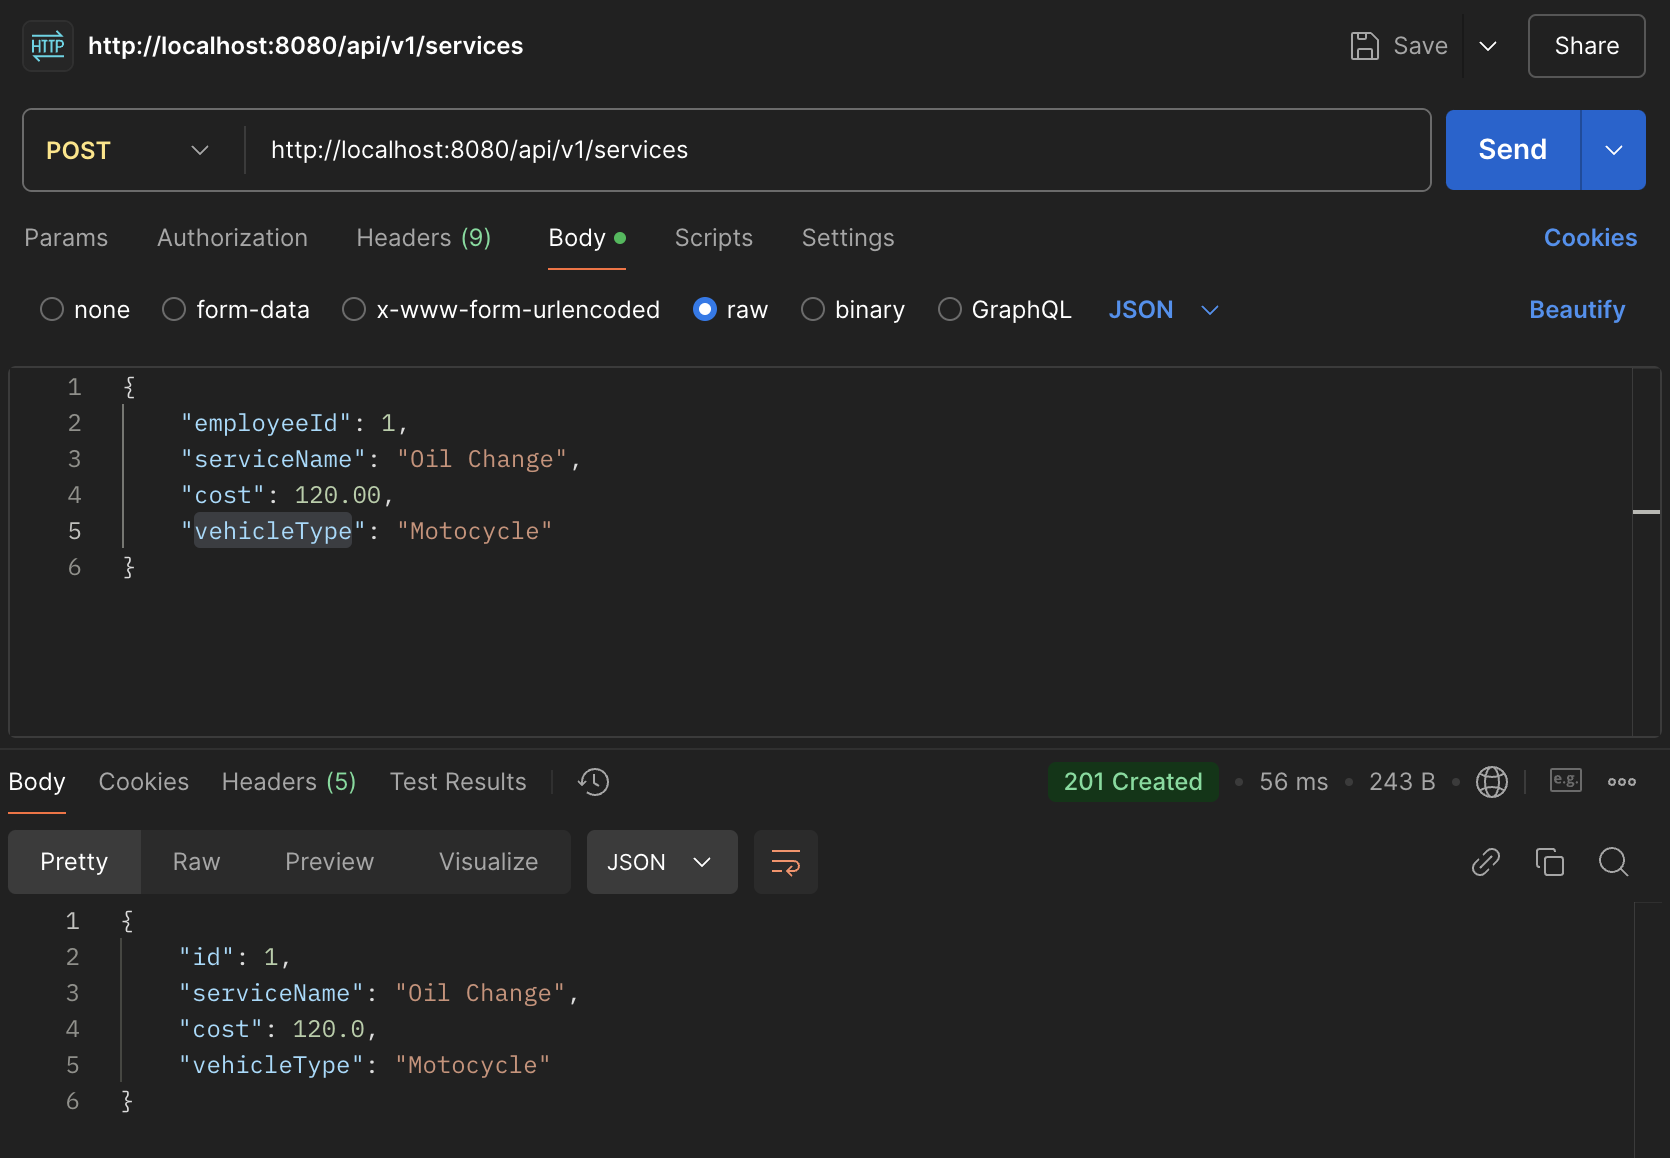 HTTP http://localhost:8080/api/v1/services Save Share
POST http://localhost:8080/api/v1/services Send
Params Authorization Headers (9) Body Scripts Settings Cookies
none form-data x-www-form-urlencoded raw binary GraphQL JSON Beautify
1 {
2 "employeeId": 1,
3 "serviceName": "Oil Change",
4 "cost": 120.00,
5 "vehicleType": "Motocycle"
6 }
Body Cookies Headers (5) Test Results 201 Created 56 ms 243 B e.g.
Pretty Raw Preview Visualize JSON
1 {
2 "id": 1,
3 "serviceName": "Oil Change",
4 "cost": 120.0,
5 "vehicleType": "Motocycle"
6 }